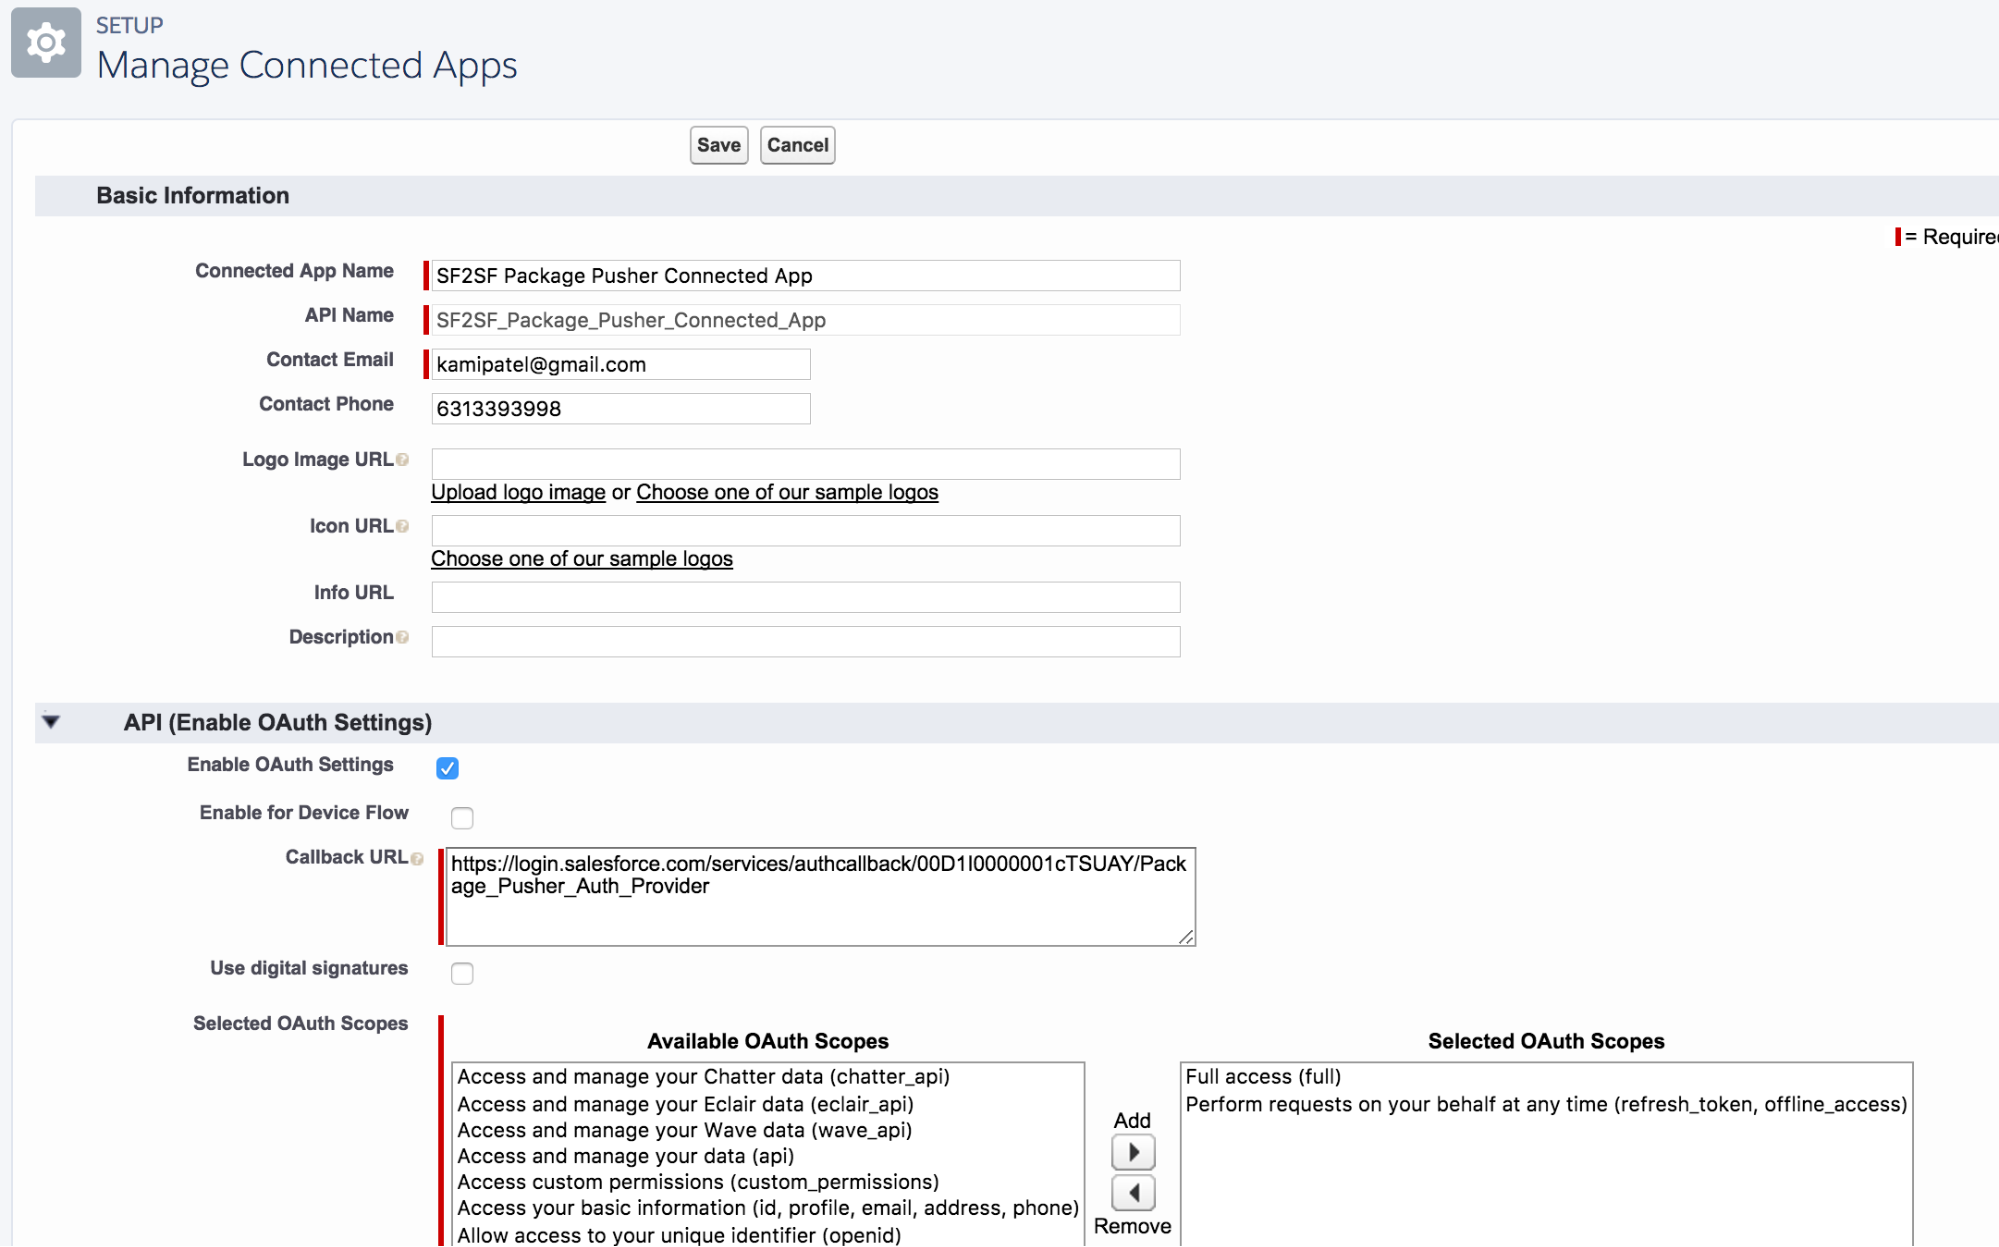 SETUP
Manage Connected Apps
Save Cancel
Basic Information
= Require
Connected App Name SF2SF Package Pusher Connected App
API Name SF2SF_Package_Pusher_Connected_App
Contact Email kamipatel@gmail.com
Contact Phone 6313393998
Logo Image URL
Upload logo image or Choose one of our sample logos
Icon URL
Choose one of our sample logos
Info URL
Description
API (Enable OAuth Settings)
Enable OAuth Settings
Enable for Device Flow
Callback URL https://login.salesforce.com/services/authcallback/00D1I0000001cTSUAY/Pack
age_Pusher_Auth_Provider
Use digital signatures
Selected OAuth Scopes
Available OAuth Scopes
Access and manage your Chatter data (chatter_api)
Access and manage your Eclair data (eclair_api)
Access and manage your Wave data (wave_api)
Access and manage your data (api)
Access custom permissions (custom_permissions)
Access your basic information (id, profile, email, address, phone)
Allow access to your unique identifier (openid)
Add
Remove
Selected OAuth Scopes
Full access (full)
Perform requests on your behalf at any time (refresh_token, offline_access)